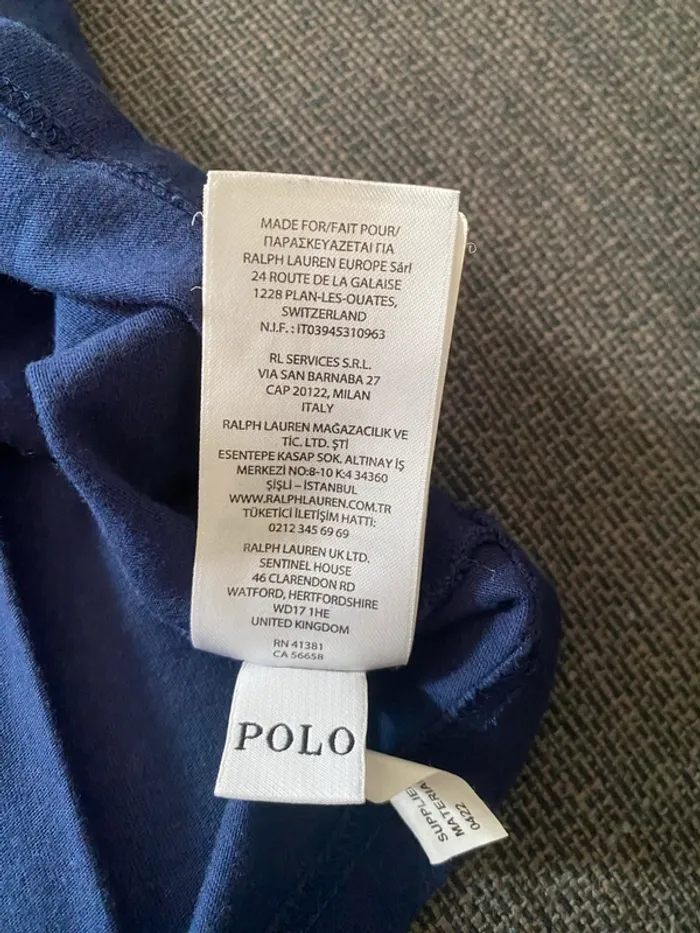 MADE FOR/FAIT POUR/
ΠΑΡΑΣΚΕΥΑΖΕΤΑΙ ΓΙΑ
RALPH LAUREN EUROPE Sárl
24 ROUTE DE LA GALAISE
1228 PLAN-LES-OUATES,
SWITZERLAND
N.I.F. : IT03945310963
RL SERVICES S.R.L.
VIA SAN BARNABA 27
CAP 20122, MILAN
ITALY
RALPH LAUREN MAĞAZACILIK VE
TİC. LTD. ŞTİ
ESENTEPE KASAP SOK. ALTINAY İŞ
MERKEZİ NO:8-10 K:4 34360
ŞİŞLİ – İSTANBUL
WWW.RALPHLAUREN.COM.TR
TÜKETİCİ İLETİŞİM HATTI:
0212 345 69 69
RALPH LAUREN UK LTD.
SENTINEL HOUSE
46 CLARENDON RD
WATFORD, HERTFORDSHIRE
WD17 1HE
UNITED KINGDOM
RN 41381
CA 56658
POLO
SUPPLIE
MATERIA
0422